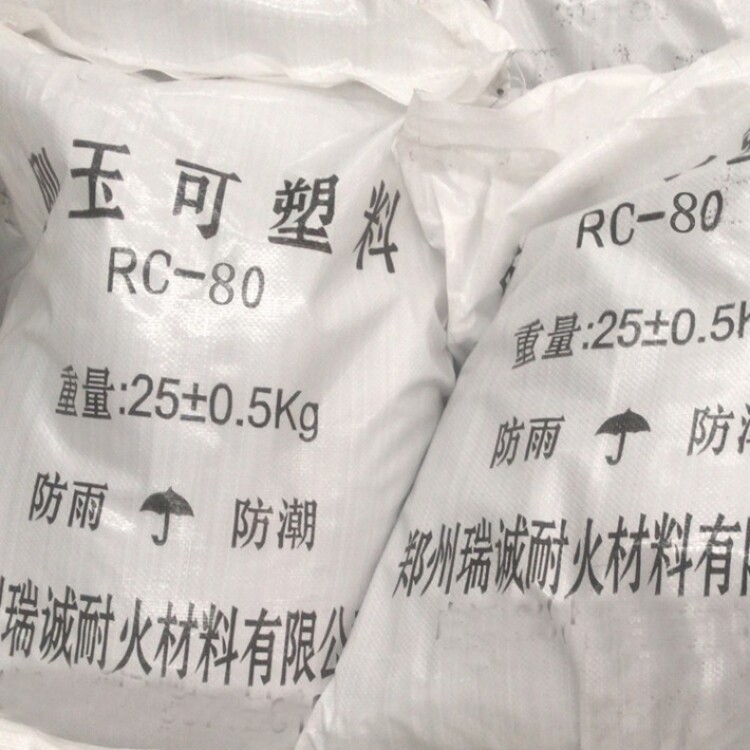 玉可塑料
RC-80
重量:25±0.5Kg
防雨 防潮
瑞诚耐火材料有限公
RC-80
重量:25±0.5K
防雨 防
郑州瑞诚耐火材料有